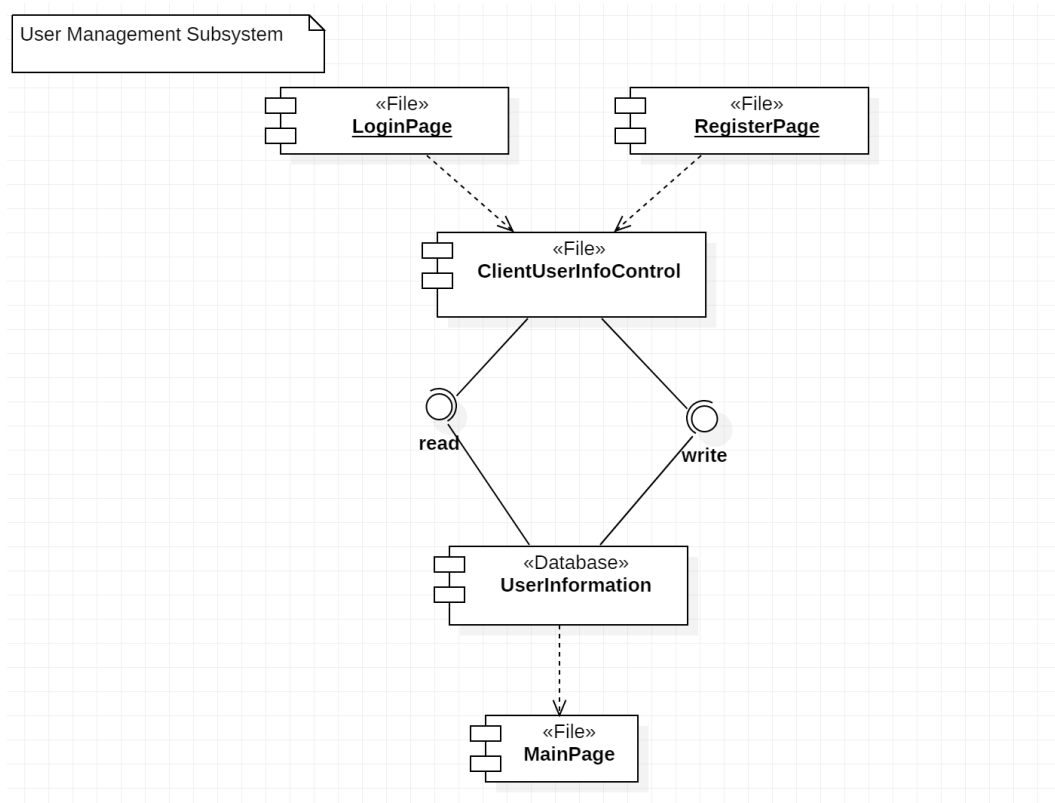 User Management Subsystem
«File»
LoginPage
«File»
RegisterPage
«File»
ClientUserInfoControl
read
write
«Database»
UserInformation
«File»
MainPage